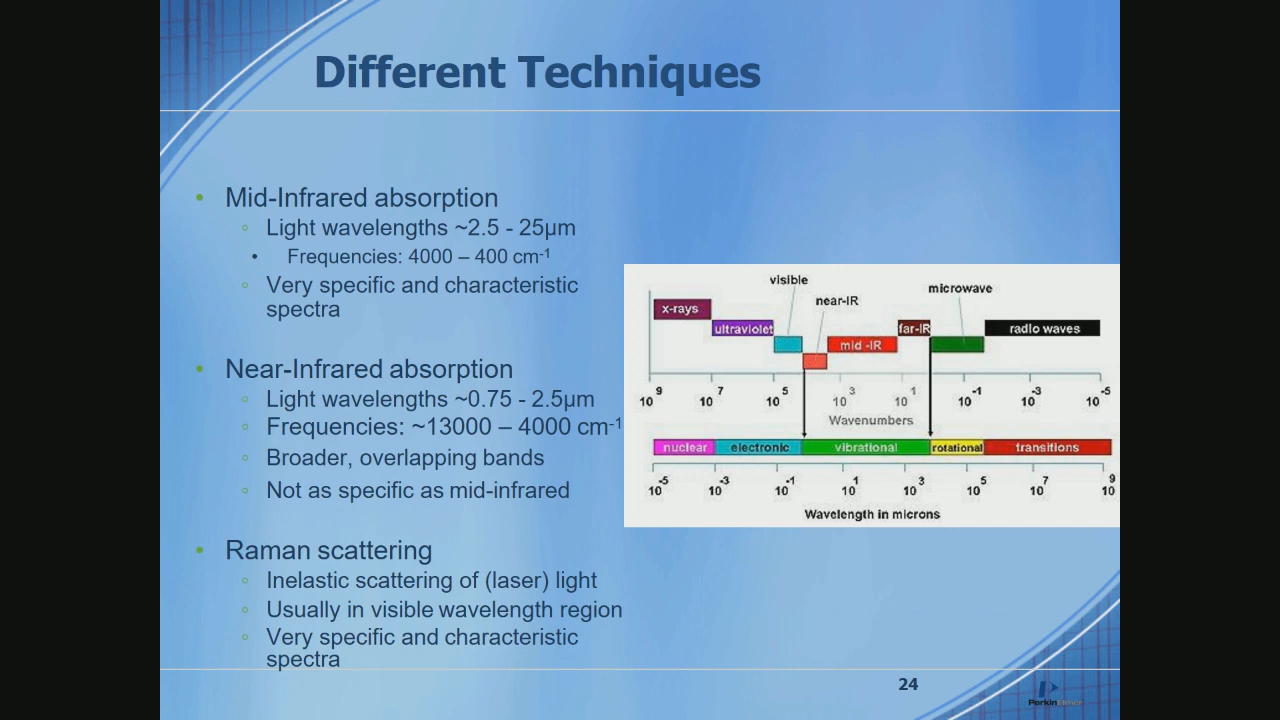 Different Techniques
• Mid-Infrared absorption
◦ Light wavelengths ~2.5 - 25µm
• Frequencies: 4000 – 400 cm-1
◦ Very specific and characteristic
spectra
• Near-Infrared absorption
◦ Light wavelengths ~0.75 - 2.5µm
◦ Frequencies: ~13000 – 4000 cm-1
◦ Broader, overlapping bands
◦ Not as specific as mid-infrared
• Raman scattering
◦ Inelastic scattering of (laser) light
◦ Usually in visible wavelength region
◦ Very specific and characteristic
spectra
visible
near-IR
microwave
x-rays
ultraviolet
mid -IR
far-IR
radio waves
10 9 10 7 10 5 10 3 10 1 10 -1 10 -3 10 -5
Wavenumbers
nuclear electronic vibrational rotational transitions
10 -5 10 -3 10 -1 10 1 10 3 10 5 10 7 10 9
Wavelength in microns
24
PerkinElmer